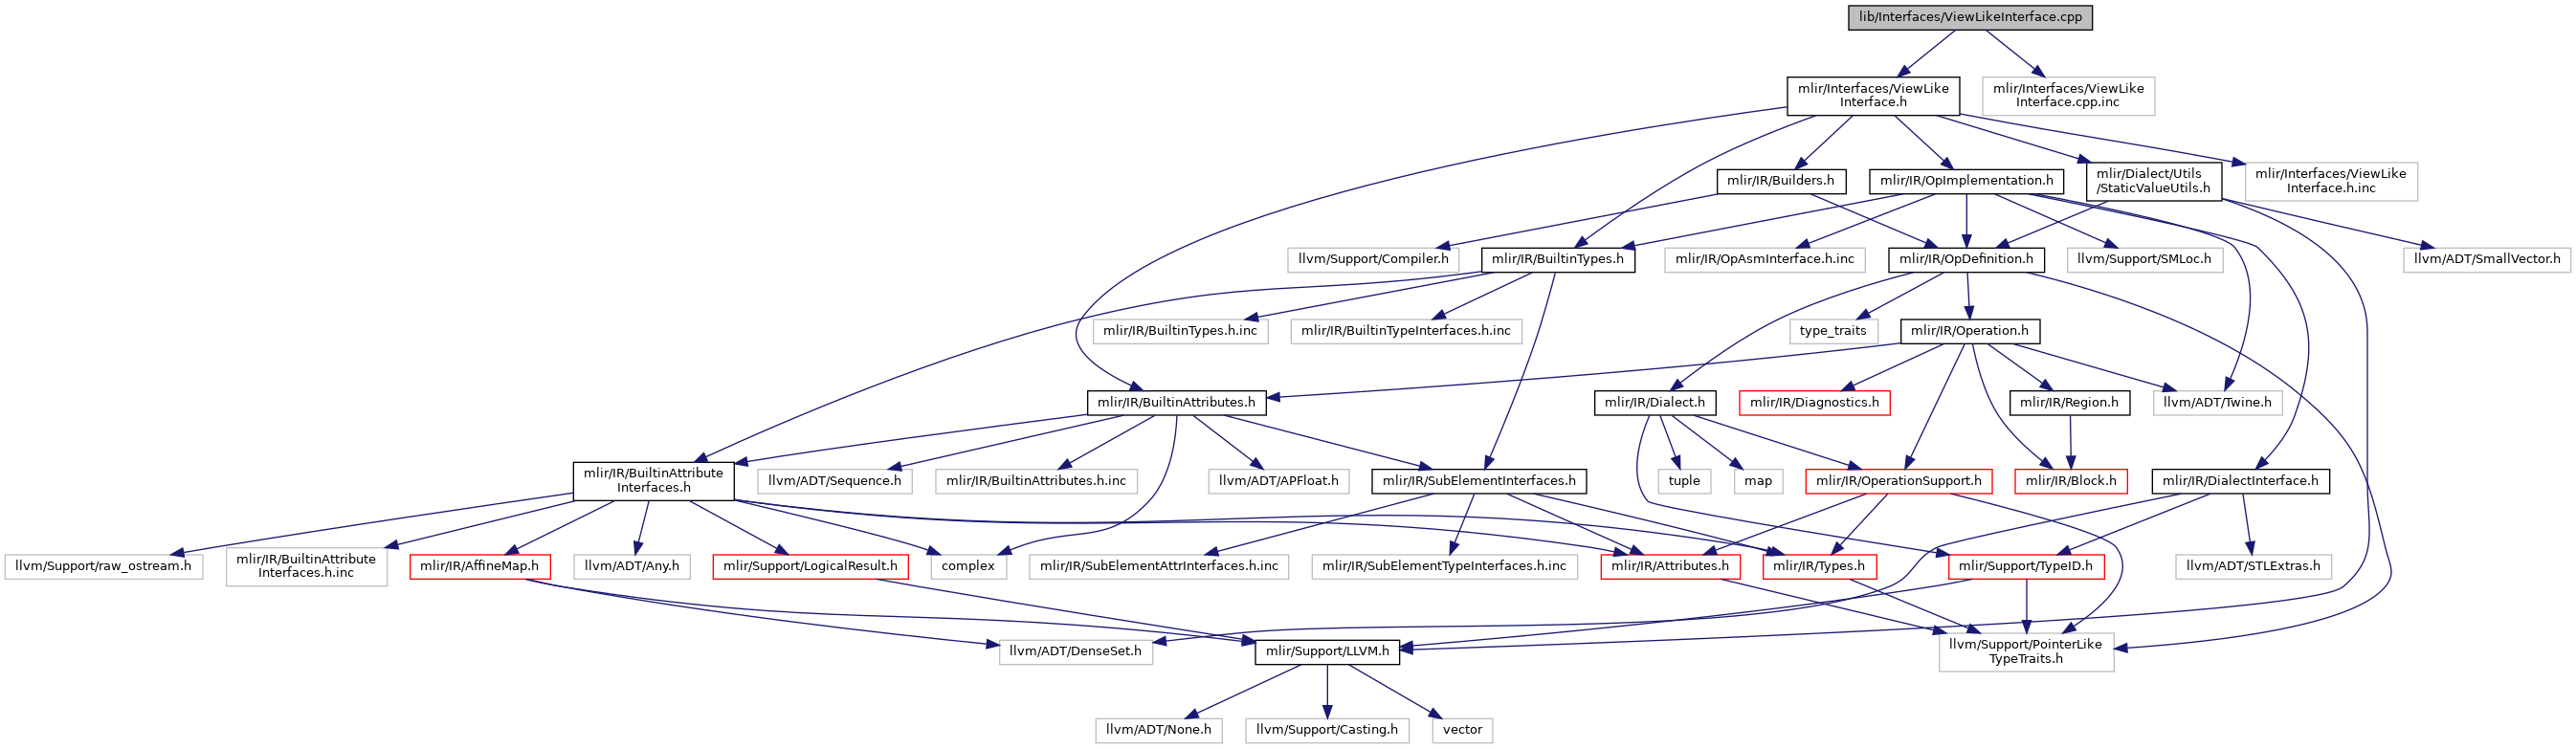 lib/Interfaces/ViewLikeInterface.cpp
mlir/Interfaces/ViewLike
Interface.h
mlir/Interfaces/ViewLike
Interface.cpp.inc
mlir/IR/Builders.h
mlir/IR/OpImplementation.h
mlir/Dialect/Utils
/StaticValueUtils.h
mlir/Interfaces/ViewLike
Interface.h.inc
llvm/Support/Compiler.h
mlir/IR/BuiltinTypes.h
mlir/IR/OpAsmInterface.h.inc
mlir/IR/OpDefinition.h
llvm/Support/SMLoc.h
llvm/ADT/SmallVector.h
mlir/IR/BuiltinTypes.h.inc
mlir/IR/BuiltinTypeInterfaces.h.inc
type_traits
mlir/IR/Operation.h
mlir/IR/BuiltinAttributes.h
mlir/IR/Dialect.h
mlir/IR/Diagnostics.h
mlir/IR/Region.h
llvm/ADT/Twine.h
mlir/IR/BuiltinAttribute
Interfaces.h
llvm/ADT/Sequence.h
mlir/IR/BuiltinAttributes.h.inc
llvm/ADT/APFloat.h
mlir/IR/SubElementInterfaces.h
tuple
map
mlir/IR/OperationSupport.h
mlir/IR/Block.h
mlir/IR/DialectInterface.h
llvm/Support/raw_ostream.h
mlir/IR/BuiltinAttribute
Interfaces.h.inc
mlir/IR/AffineMap.h
llvm/ADT/Any.h
mlir/Support/LogicalResult.h
complex
mlir/IR/SubElementAttrInterfaces.h.inc
mlir/IR/SubElementTypeInterfaces.h.inc
mlir/IR/Attributes.h
mlir/IR/Types.h
mlir/Support/TypeID.h
llvm/ADT/STLExtras.h
llvm/ADT/DenseSet.h
mlir/Support/LLVM.h
llvm/Support/PointerLike
TypeTraits.h
llvm/ADT/None.h
llvm/Support/Casting.h
vector